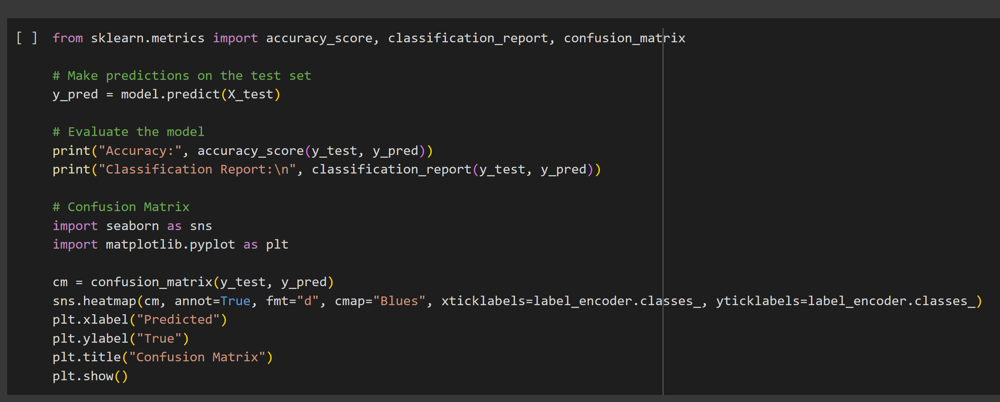 [ ] from sklearn.metrics import accuracy_score, classification_report, confusion_matrix
# Make predictions on the test set
y_pred = model.predict(X_test)
# Evaluate the model
print("Accuracy:", accuracy_score(y_test, y_pred))
print("Classification Report:\n", classification_report(y_test, y_pred))
# Confusion Matrix
import seaborn as sns
import matplotlib.pyplot as plt
cm = confusion_matrix(y_test, y_pred)
sns.heatmap(cm, annot=True, fmt="d", cmap="Blues", xticklabels=label_encoder.classes_, yticklabels=label_encoder.classes_)
plt.xlabel("Predicted")
plt.ylabel("True")
plt.title("Confusion Matrix")
plt.show()